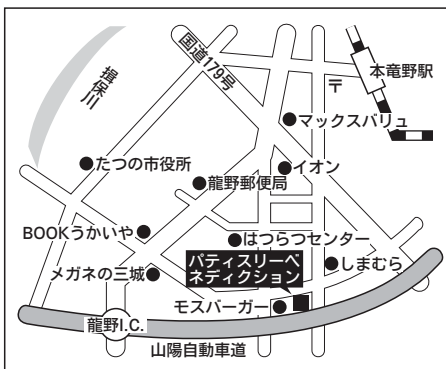 国道179号
本竜野駅
〒
揖保川
マックスバリュ
たつの市役所
イオン
龍野郵便局
BOOKうかいや
はつらつセンター
パティスリーベ
ネディクション
しまむら
メガネの三城
モスバーガー
龍野I.C.
山陽自動車道